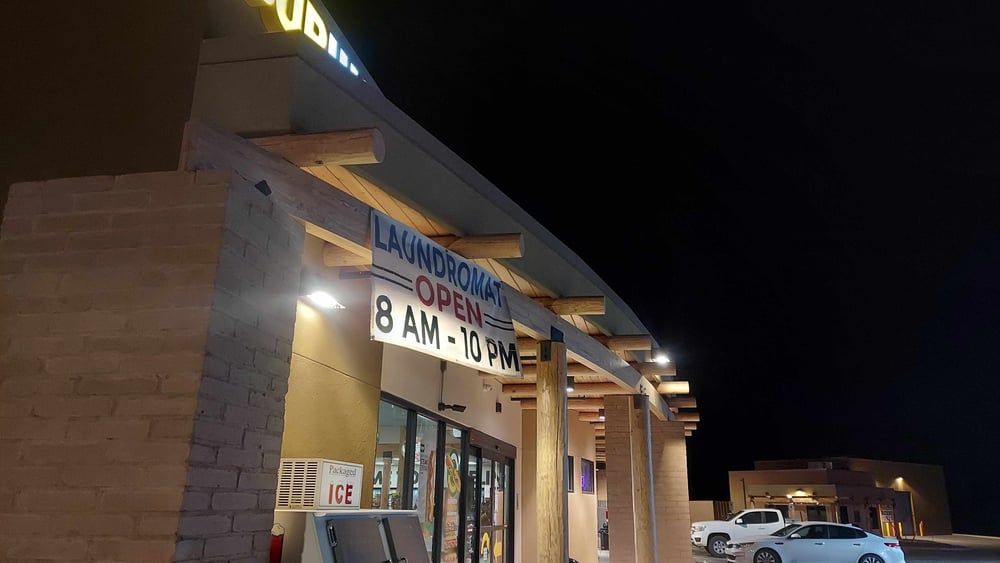 LAUNDROMAT
OPEN
8 AM - 10 PM
Packaged
ICE